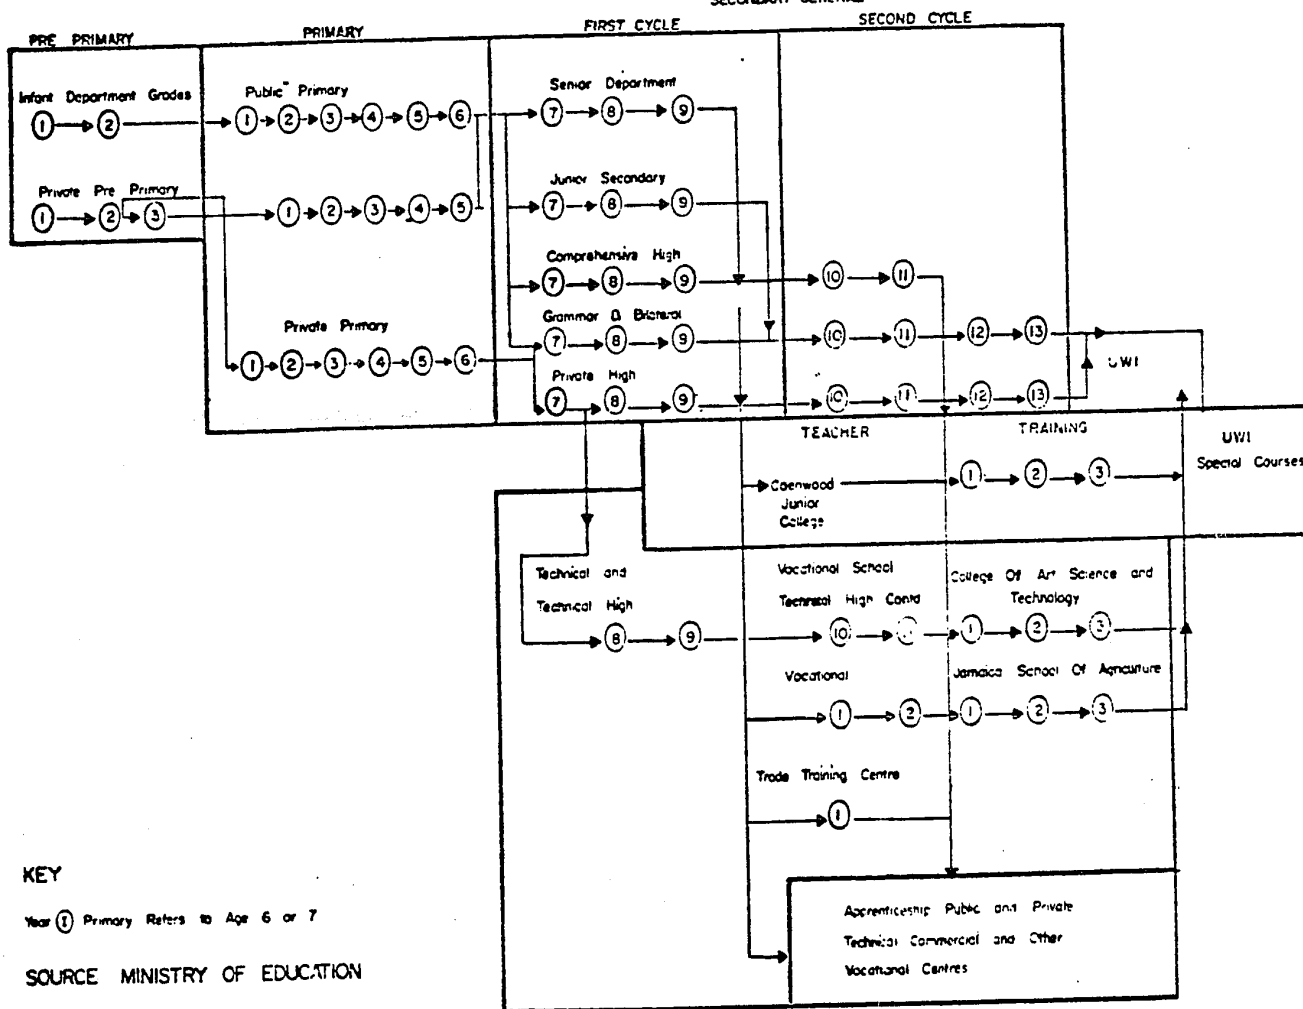 SECONDARY GENERAL
PRE PRIMARY PRIMARY FIRST CYCLE SECOND CYCLE
Infant Department Grades
1 2
Public Primary
1 2 3 4 5 6
Senior Department
7 8 9
Private Pre Primary
1 2 3
1 2 3 4 5
Junior Secondary
7 8 9
Comprehensive High
7 8 9 10 11
Grammar & Bilateral
7 8 9 10 11 12 13
Private Primary
1 2 3 4 5 6
Private High
7 8 9 10 11 12 13
UWI
TEACHER TRAINING
UWI
Special Courses
Caenwood
Junior
College
1 2 3
Technical and
Technical High
8 9
Vocational School
Technical High Contd
10
College Of Art Science and
Technology
1 2 3
Vocational
1 2
Jamaica School Of Agriculture
1 2 3
Trade Training Centre
1
Apprenticeship Public and Private
Technical Commercial and Other
Vocational Centres
KEY
Year 1 Primary Refers to Age 6 or 7
SOURCE MINISTRY OF EDUCATION